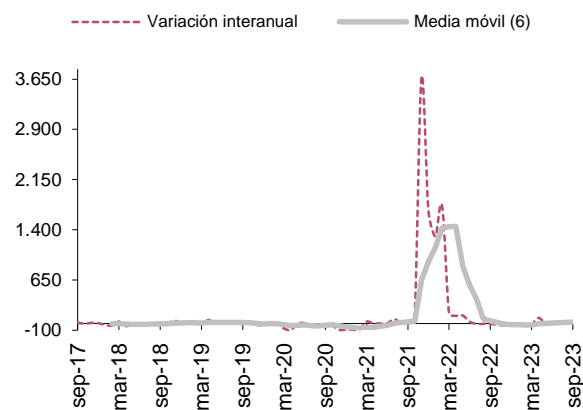 Variación interanual
Media móvil (6)
3.650
2.900
2.150
1.400
650
-100
sep-17
mar-18
sep-18
mar-19
sep-19
mar-20
sep-20
mar-21
sep-21
mar-22
sep-22
mar-23
sep-23